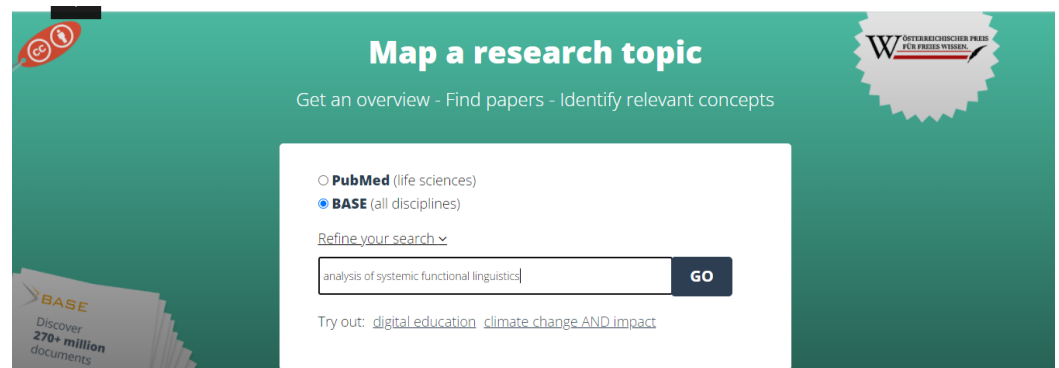 cc
Map a research topic
W ÖSTERREICHISCHER PREIS
FÜR FREIES WISSEN.
Get an overview - Find papers - Identify relevant concepts
PubMed (life sciences)
BASE (all disciplines)
Refine your search
analysis of systemic functional linguistics
GO
Try out: digital education climate change AND impact
BASE
Discover
270+ million
documents